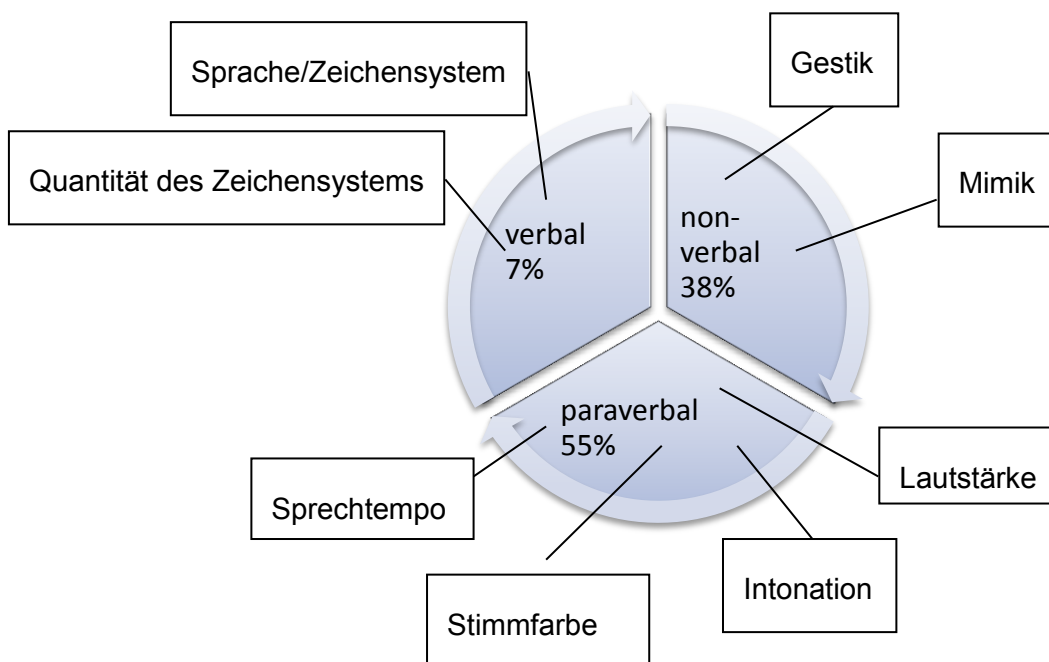 Sprache/Zeichensystem
Gestik
Quantität des Zeichensystems
Mimik
verbal
7%
non-
verbal
38%
paraverbal
55%
Lautstärke
Sprechtempo
Intonation
Stimmfarbe